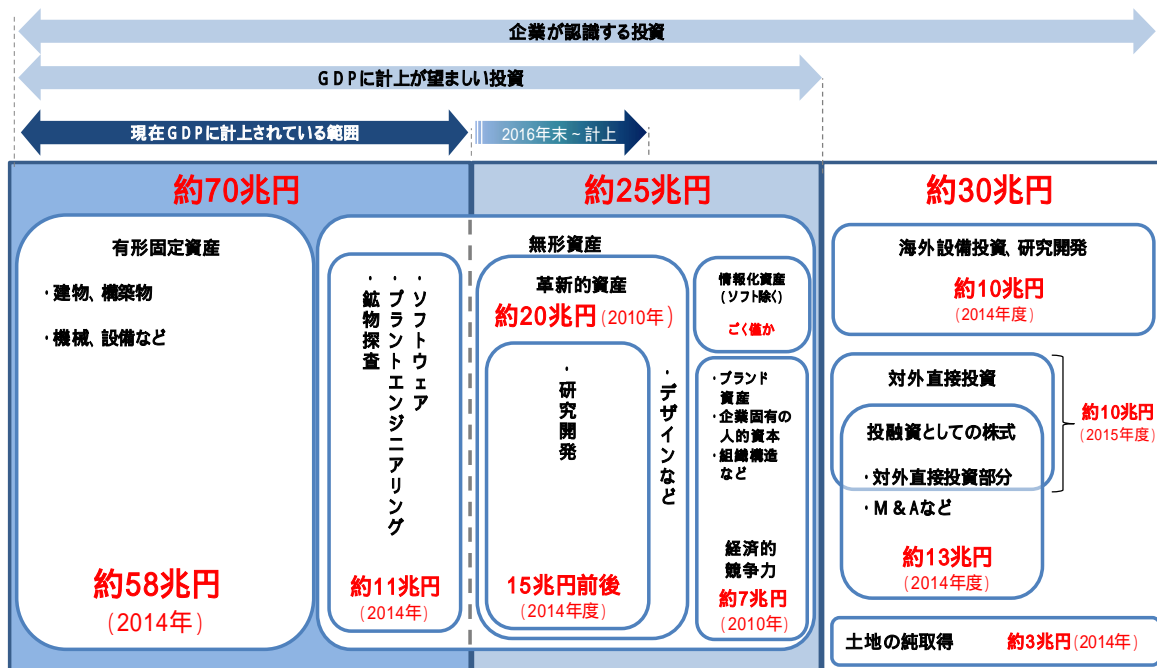 企業が認識する投資
GDPに計上が望ましい投資
現在GDPに計上されている範囲
2016年末~計上
約70兆円
約25兆円
約30兆円
有形固定資産
・建物、構築物
・機械、設備など
約58兆円
(2014年)
無形資産
・ソフトウェア
・プラントエンジニアリング
・鉱物探査
約11兆円
(2014年)
革新的資産
約20兆円(2010年)
・研究開発
15兆円前後
(2014年度)
・デザインなど
情報化資産
(ソフト除く)
ごく僅か
・ブランド
資産
・企業固有の
人的資本
・組織構造
など
経済的
競争力
約7兆円
(2010年)
海外設備投資、研究開発
約10兆円
(2014年度)
対外直接投資
約10兆円
(2015年度)
投融資としての株式
・対外直接投資部分
・M&Aなど
約13兆円
(2014年度)
土地の純取得 約3兆円(2014年)